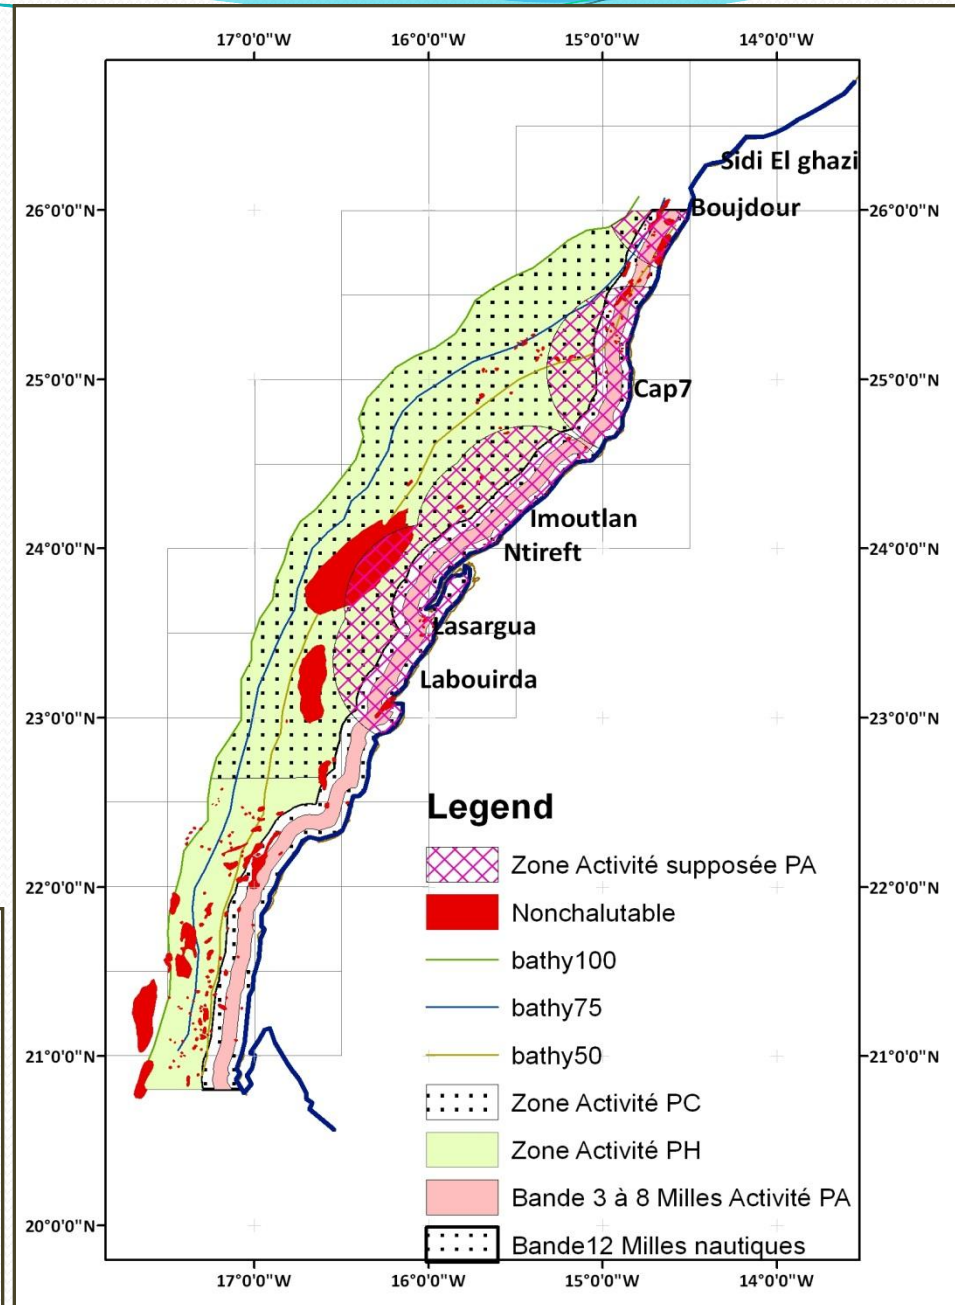 17°0'0"W 16°0'0"W 15°0'0"W 14°0'0"W
Sidi El ghazi
26°0'0"N Boujdour 26°0'0"N
25°0'0"N Cap7 25°0'0"N
Imoutlan
24°0'0"N Ntireft 24°0'0"N
Lasargua
Labouirda
23°0'0"N 23°0'0"N
Legend
Zone Activité supposée PA
22°0'0"N 22°0'0"N
Nonchalutable
bathy100
bathy75
21°0'0"N bathy50 21°0'0"N
Zone Activité PC
Zone Activité PH
Bande 3 à 8 Milles Activité PA
20°0'0"N 20°0'0"N
Bande12 Milles nautiques
17°0'0"W 16°0'0"W 15°0'0"W 14°0'0"W